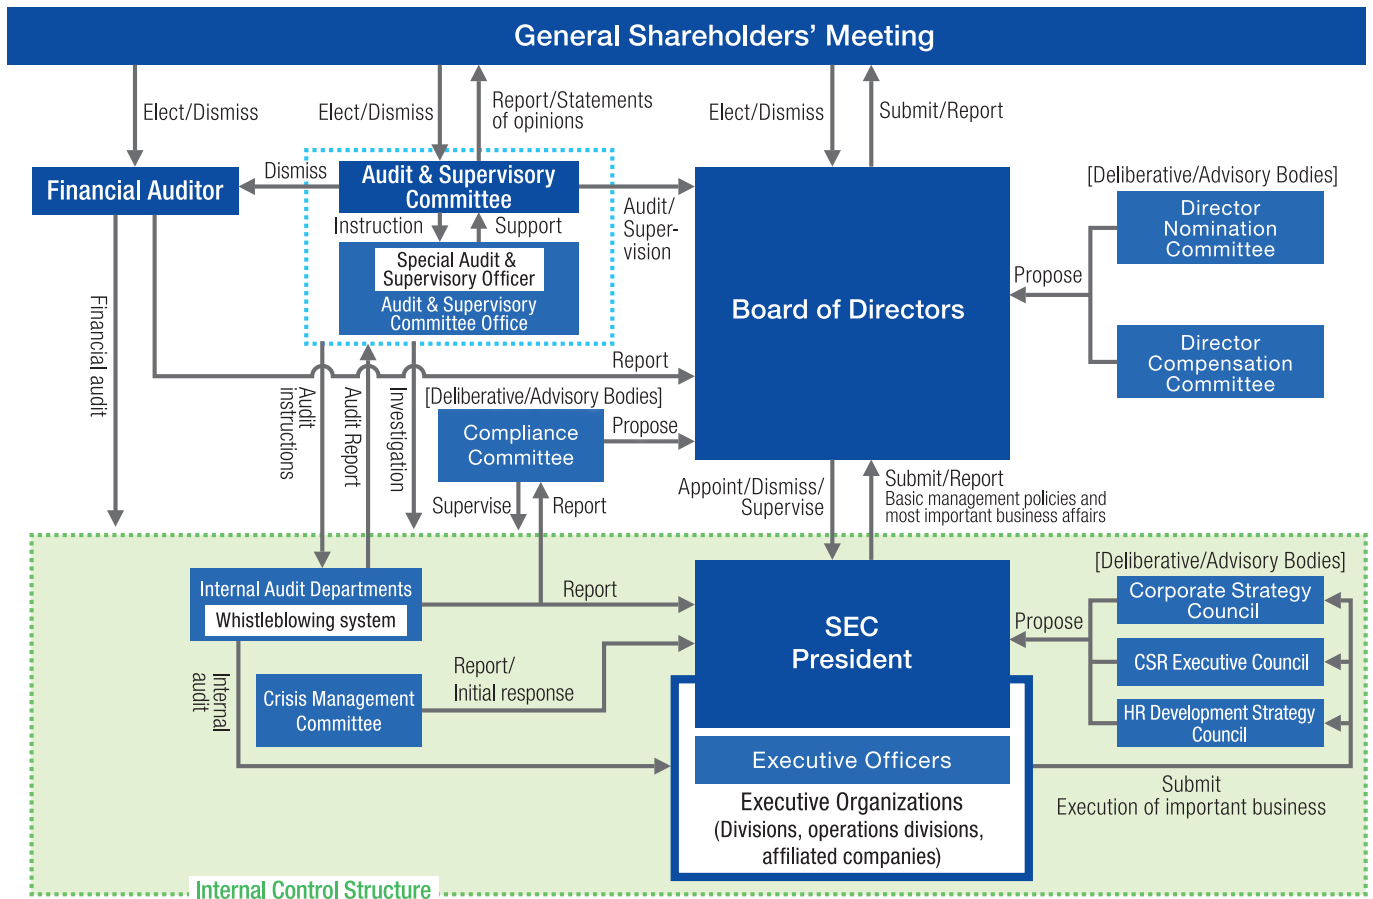 General Shareholders’ Meeting
Elect/Dismiss
Elect/Dismiss
Report/Statements
of opinions
Elect/Dismiss
Submit/Report
Financial Auditor
Dismiss
Audit & Supervisory
Committee
Instruction
Support
Special Audit &
Supervisory Officer
Audit & Supervisory
Committee Office
Audit/
Super-
vision
Board of Directors
[Deliberative/Advisory Bodies]
Director
Nomination
Committee
Propose
Director
Compensation
Committee
Financial audit
Report
Audit
instructions
Audit Report
Investigation
[Deliberative/Advisory Bodies]
Compliance
Committee
Propose
Supervise
Report
Appoint/Dismiss/
Supervise
Submit/Report
Basic management policies and
most important business affairs
Internal Audit Departments
Whistleblowing system
Report
SEC
President
[Deliberative/Advisory Bodies]
Corporate Strategy
Council
Propose
CSR Executive Council
HR Development Strategy
Council
Internal
audit
Crisis Management
Committee
Report/
Initial response
Executive Officers
Executive Organizations
(Divisions, operations divisions,
affiliated companies)
Submit
Execution of important business
Internal Control Structure